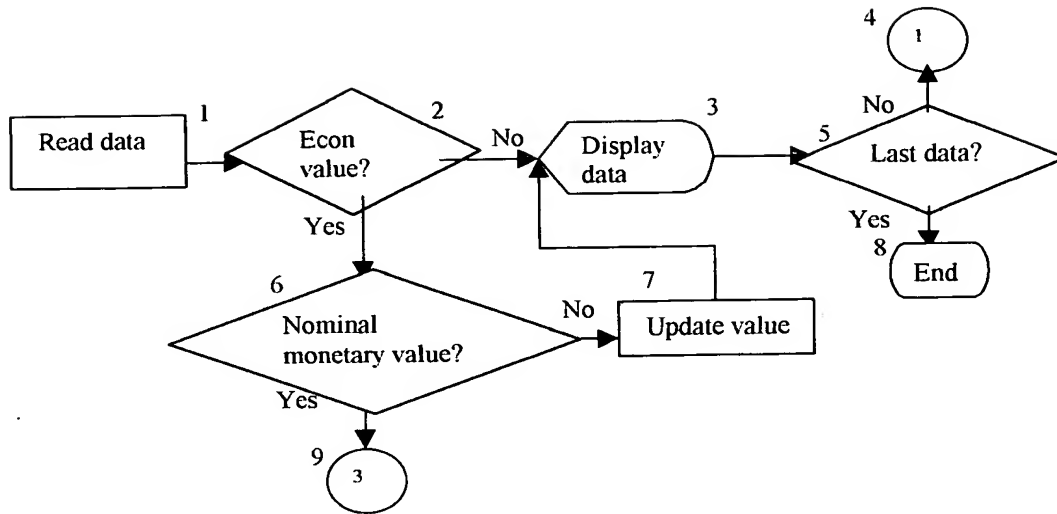 4
1
1
2
3
No
5
Read data
Econ
value?
No
Display
data
Last data?
Yes
Yes
8
End
6
7
No
Nominal
monetary value?
Update value
Yes
9
3